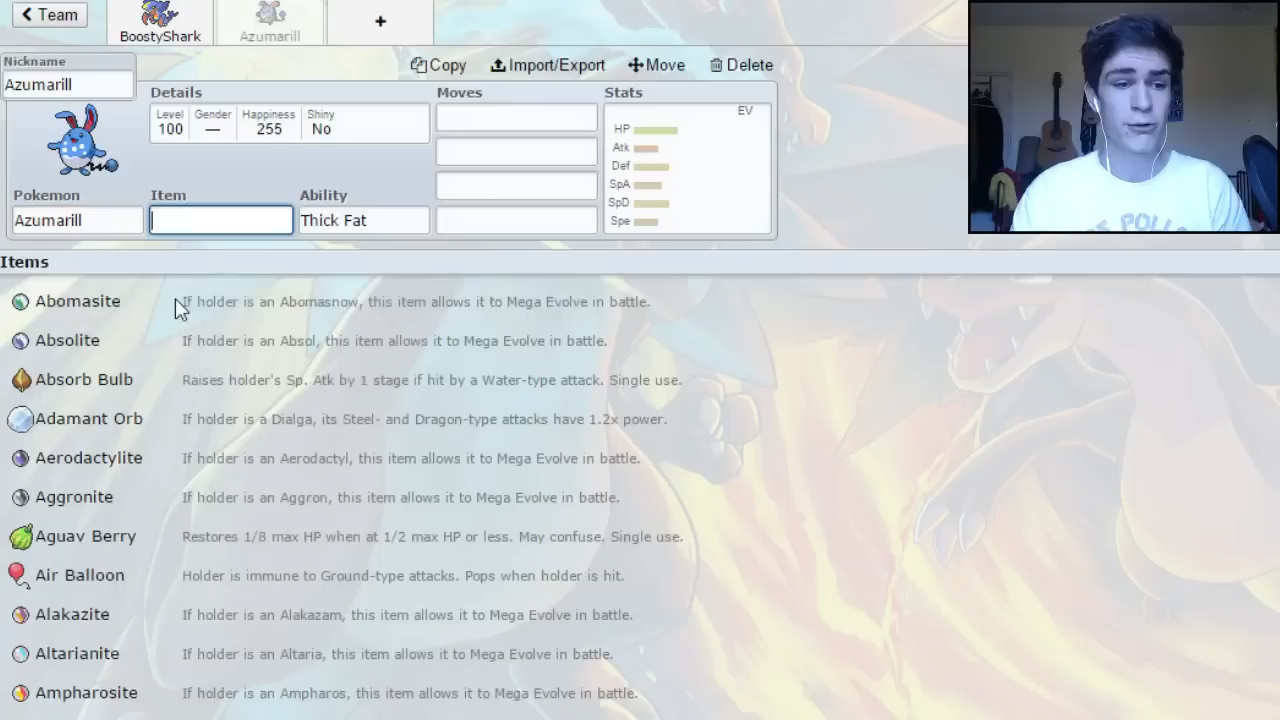 Team
BoostyShark
Azumarill
+
Nickname
Azumarill
Copy
Import/Export
Move
Delete
Details
Level
100
Gender
—
Happiness
255
Shiny
No
Moves
Stats
EV
HP
Atk
Def
SpA
SpD
Spe
Pokemon
Azumarill
Item
Ability
Thick Fat
Items
Abomasite If holder is an Abomasnow, this item allows it to Mega Evolve in battle.
Absolite If holder is an Absol, this item allows it to Mega Evolve in battle.
Absorb Bulb Raises holder's Sp. Atk by 1 stage if hit by a Water-type attack. Single use.
Adamant Orb If holder is a Dialga, its Steel- and Dragon-type attacks have 1.2x power.
Aerodactylite If holder is an Aerodactyl, this item allows it to Mega Evolve in battle.
Aggronite If holder is an Aggron, this item allows it to Mega Evolve in battle.
Aguav Berry Restores 1/8 max HP when at 1/2 max HP or less. May confuse. Single use.
Air Balloon Holder is immune to Ground-type attacks. Pops when holder is hit.
Alakazite If holder is an Alakazam, this item allows it to Mega Evolve in battle.
Altarianite If holder is an Altaria, this item allows it to Mega Evolve in battle.
Ampharosite If holder is an Ampharos, this item allows it to Mega Evolve in battle.